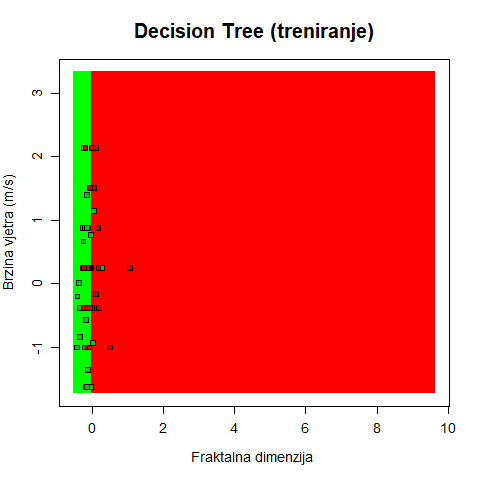 Decision Tree (treniranje)
Brzina vjetra (m/s)
3
2
1
0
-1
0 2 4 6 8 10
Fraktalna dimenzija